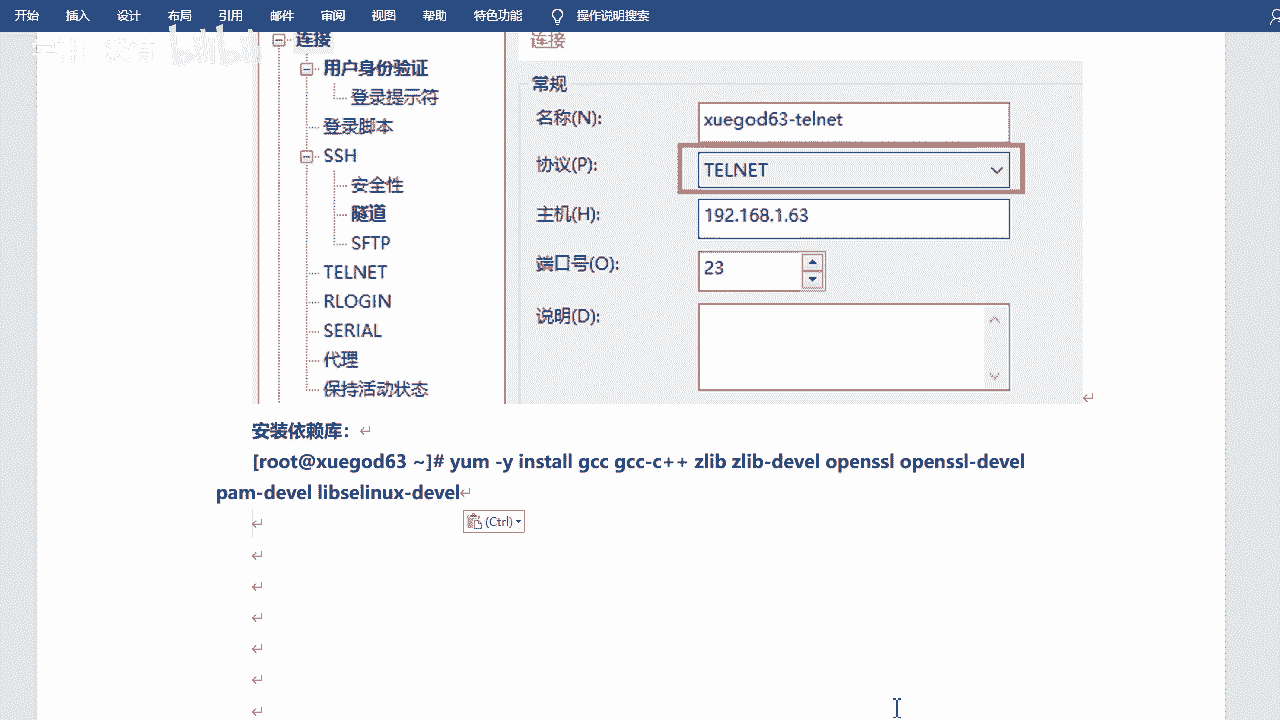 开始 插入 设计 布局 引用 邮件 审阅 视图 帮助 特色功能 操作说明搜索
bilibili
连接
用户身份验证
登录提示符
登录脚本
SSH
安全性
隧道
SFTP
TELNET
RLOGIN
SERIAL
代理
保持活动状态
连接
常规
名称(N): xuegod63-telnet
协议(P): TELNET
主机(H): 192.168.1.63
端口号(O): 23
说明(D):
安装依赖库：
[root@xuegod63 ~]# yum -y install gcc gcc-c++ zlib zlib-devel openssl openssl-devel
pam-devel libselinux-devel
(Ctrl)